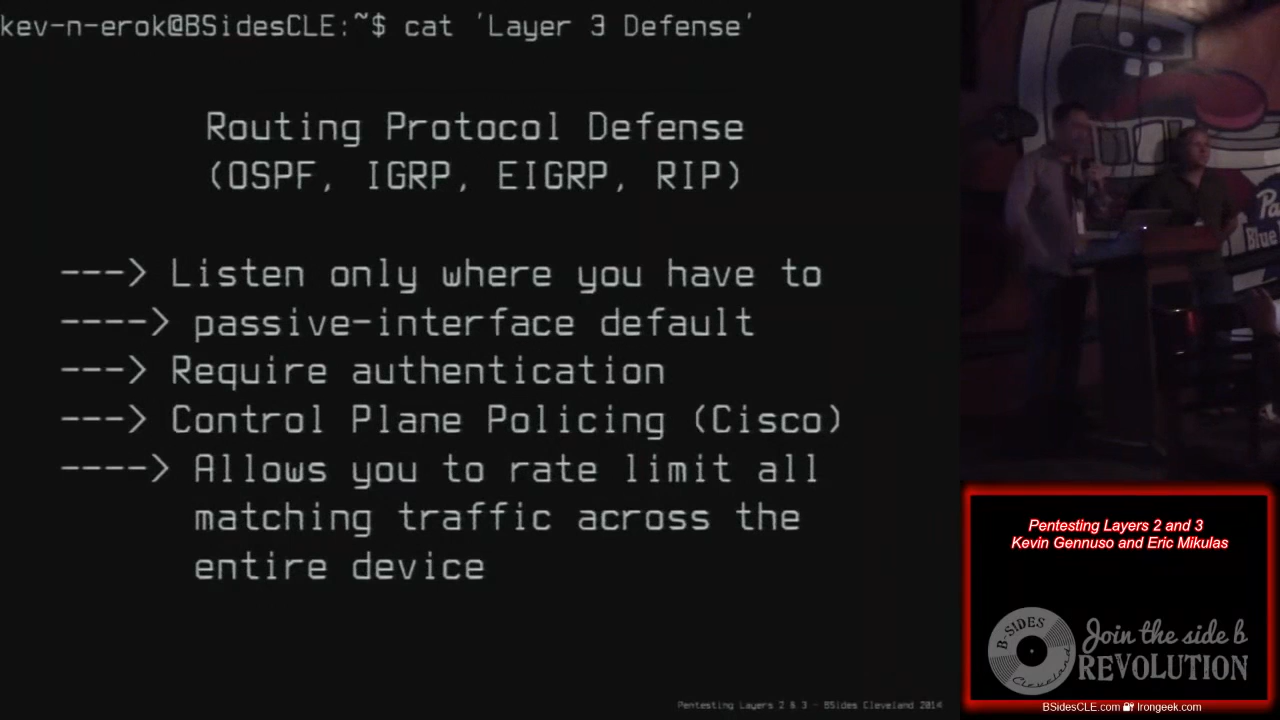 kev-n-erok@BSidesCLE:~$ cat 'Layer 3 Defense'
Routing Protocol Defense
(OSPF, IGRP, EIGRP, RIP)
---> Listen only where you have to
----> passive-interface default
---> Require authentication
---> Control Plane Policing (Cisco)
----> Allows you to rate limit all
matching traffic across the
entire device
Pentesting Layers 2 & 3 - BSides Cleveland 2014
Blue
Pentesting Layers 2 and 3
Kevin Gennuso and Eric Mikulas
B-SIDES
Cleveland
Join the side b
REVOLUTION
BSidesCLE.com Irongeek.com